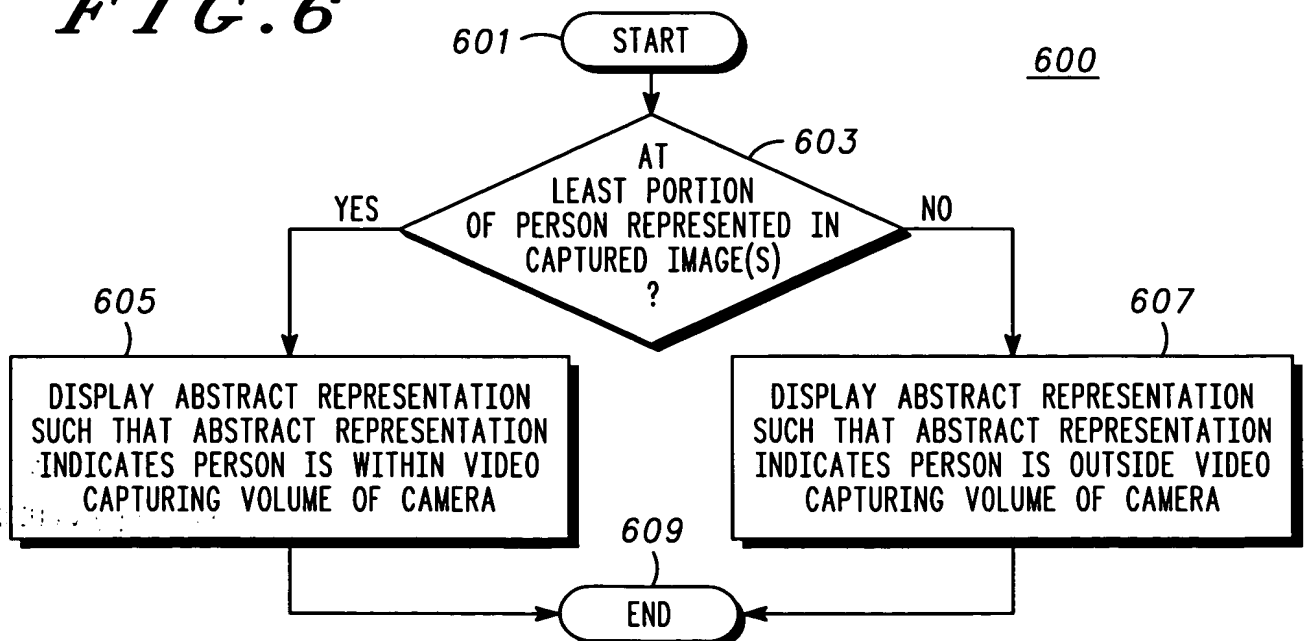 FIG.6
601
START
600
603
AT
LEAST PORTION
OF PERSON REPRESENTED IN
CAPTURED IMAGE(S)
?
YES
NO
605
607
DISPLAY ABSTRACT REPRESENTATION
SUCH THAT ABSTRACT REPRESENTATION
INDICATES PERSON IS WITHIN VIDEO
CAPTURING VOLUME OF CAMERA
DISPLAY ABSTRACT REPRESENTATION
SUCH THAT ABSTRACT REPRESENTATION
INDICATES PERSON IS OUTSIDE VIDEO
CAPTURING VOLUME OF CAMERA
609
END